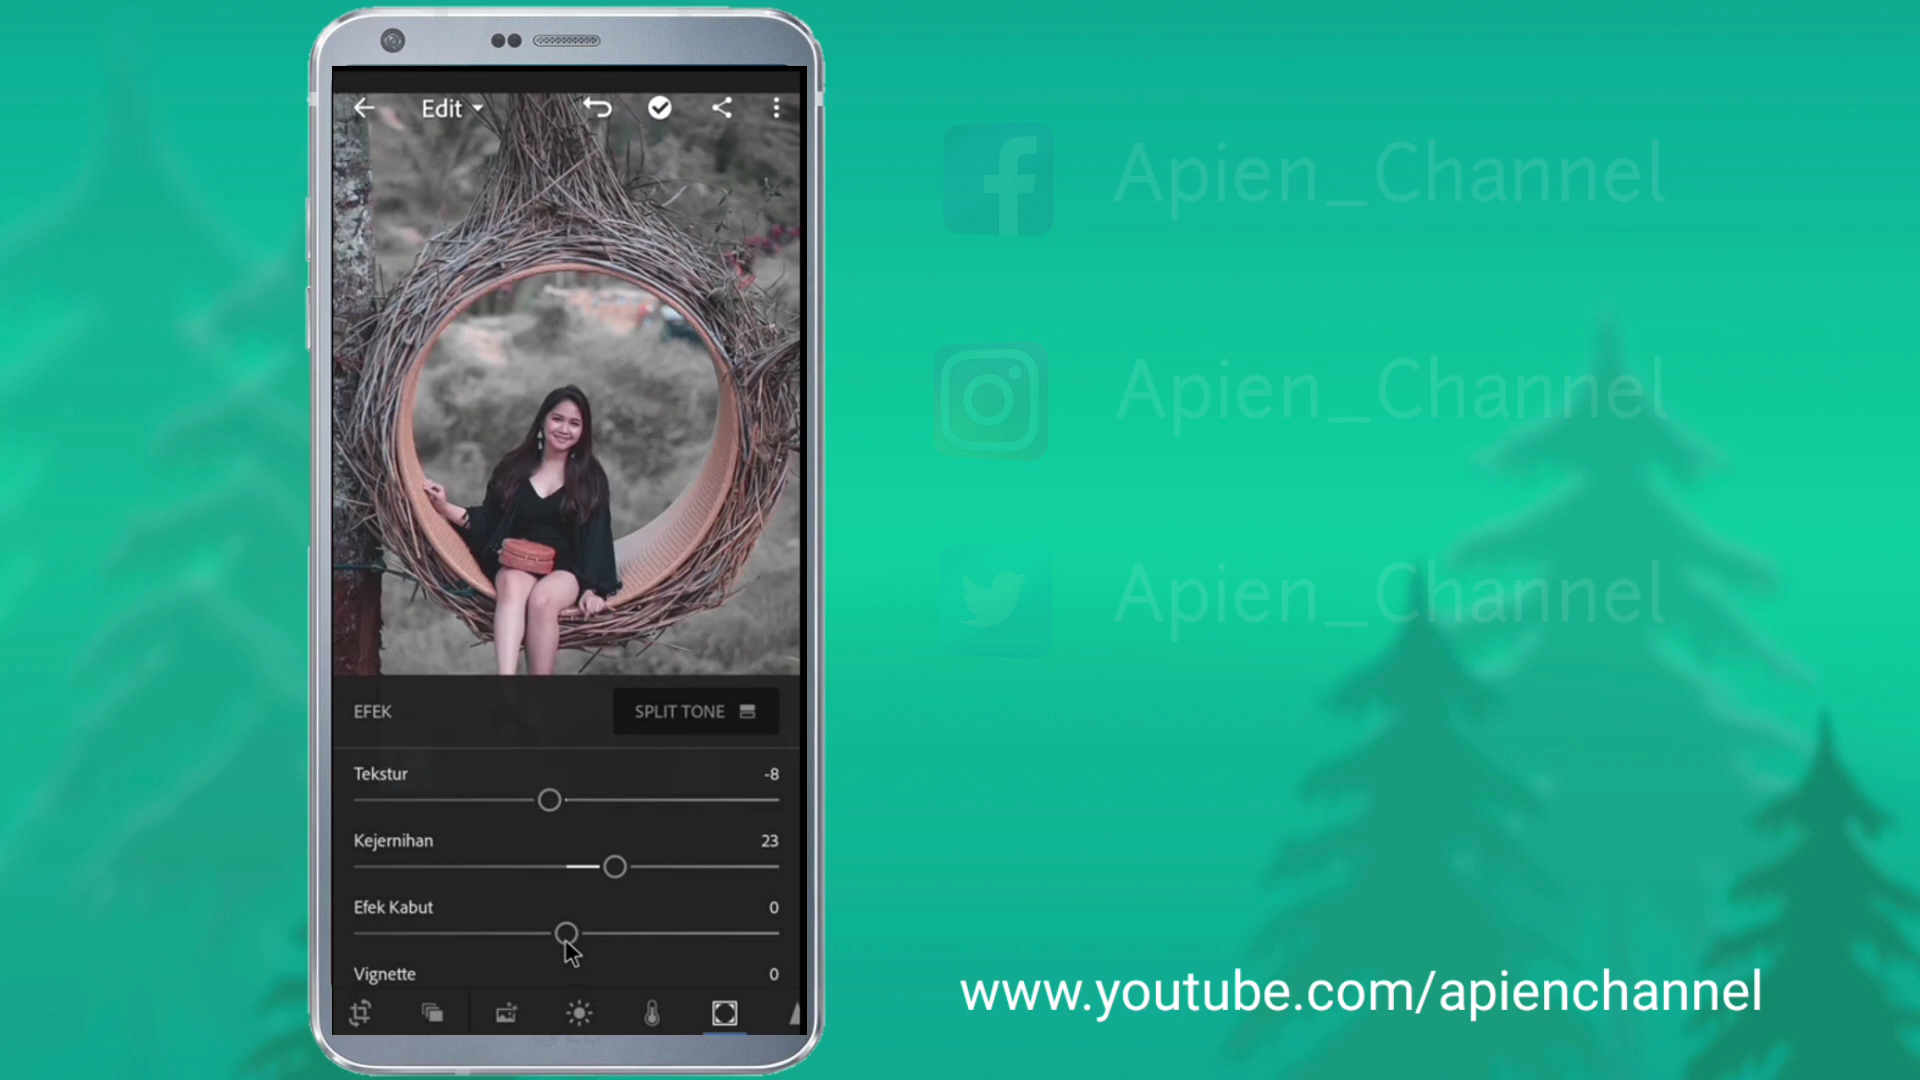 Edit
Apien_Channel
Apien_Channel
Apien_Channel
EFEK
SPLIT TONE
Tekstur -8
Kejernihan 23
Efek Kabut 0
Vignette 0
www.youtube.com/apienchannel